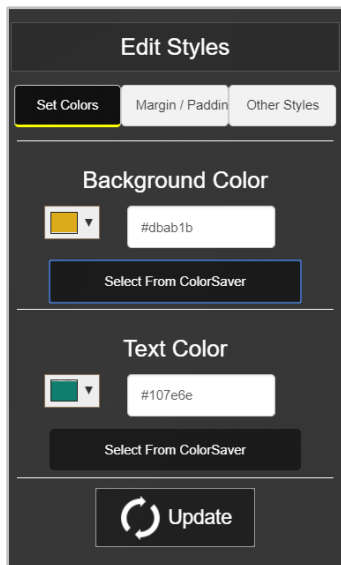 Edit Styles
Set Colors Margin / Paddin Other Styles
Background Color
#dbab1b
Select From ColorSaver
Text Color
#107e6e
Select From ColorSaver
Update